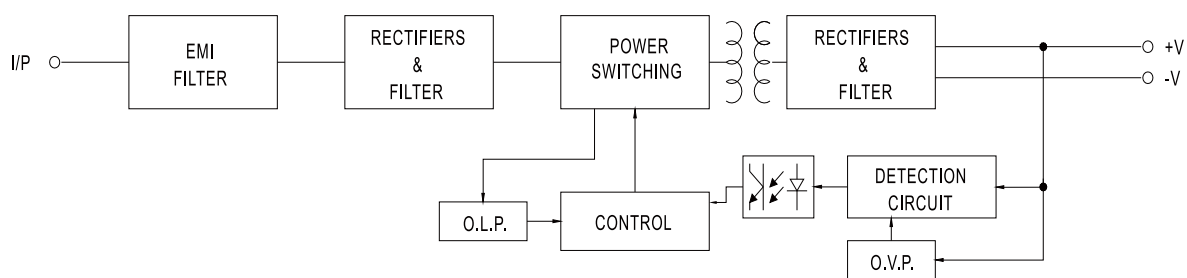 I/P
EMI
FILTER
RECTIFIERS
&
FILTER
POWER
SWITCHING
RECTIFIERS
&
FILTER
+V
-V
O.L.P.
CONTROL
DETECTION
CIRCUIT
O.V.P.